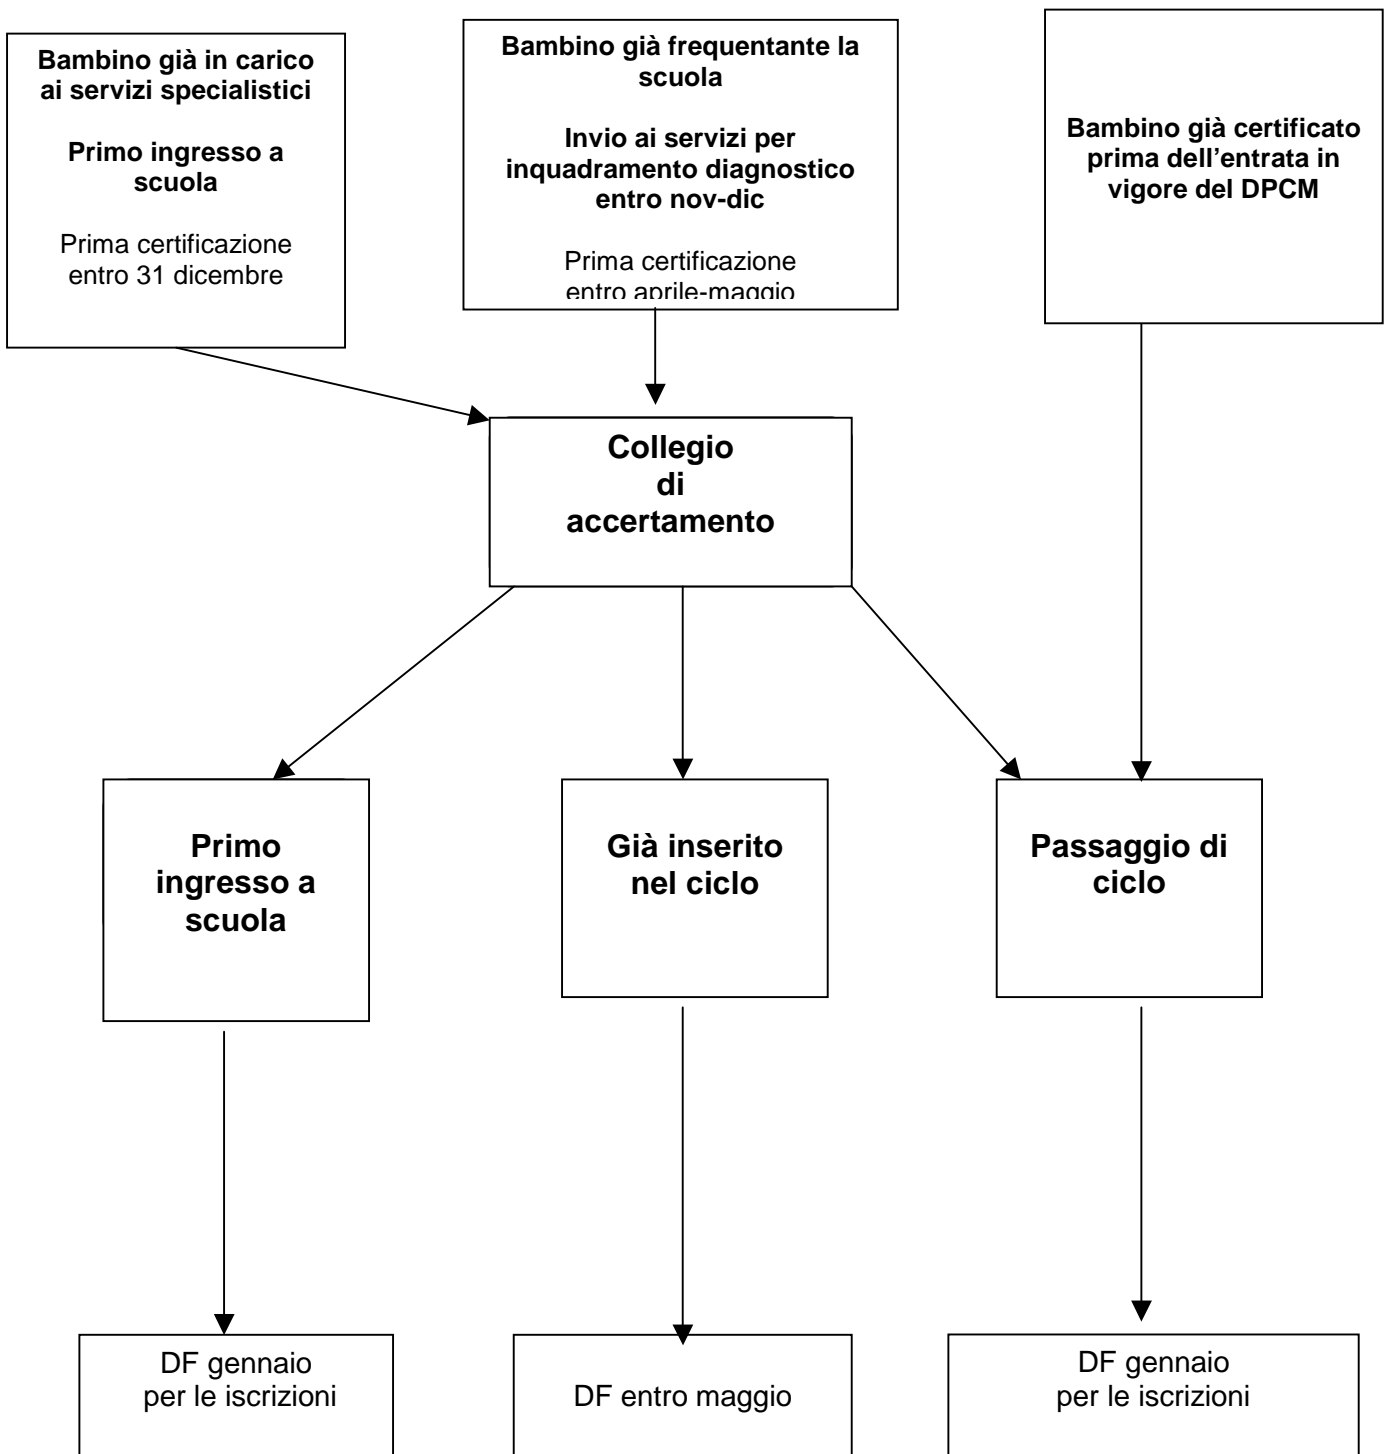 Bambino già in carico
ai servizi specialistici
Primo ingresso a
scuola
Prima certificazione
entro 31 dicembre
Bambino già frequentante la
scuola
Invio ai servizi per
inquadramento diagnostico
entro nov-dic
Prima certificazione
entro aprile-maggio
Bambino già certificato
prima dell’entrata in
vigore del DPCM
Collegio
di
accertamento
Primo
ingresso a
scuola
Già inserito
nel ciclo
Passaggio di
ciclo
DF gennaio
per le iscrizioni
DF entro maggio
DF gennaio
per le iscrizioni